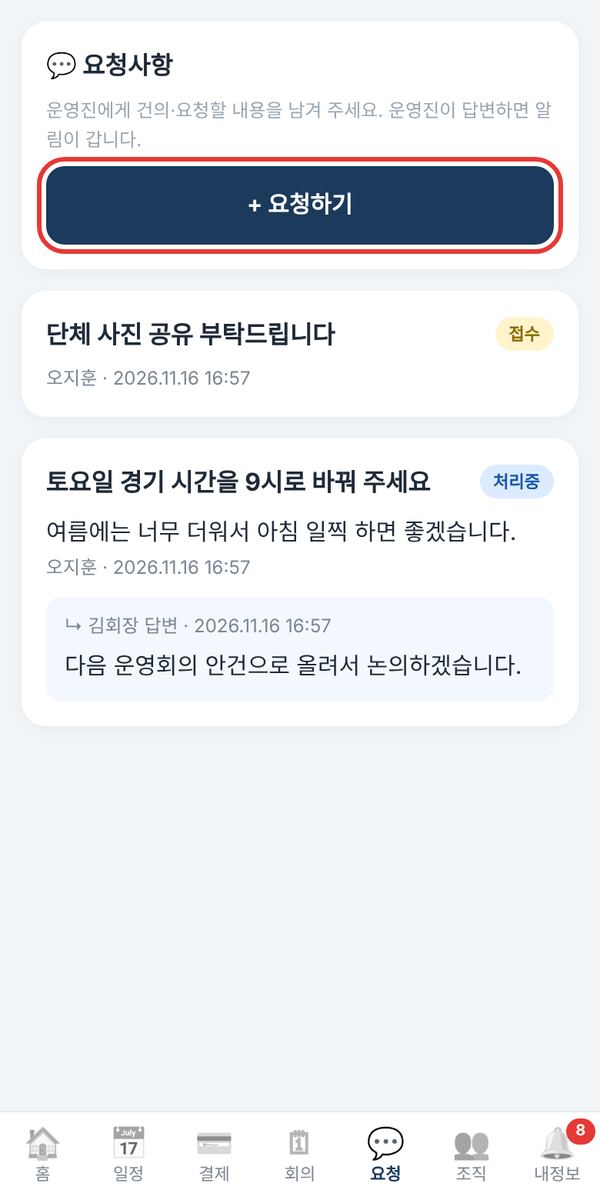 💬 요청사항
운영진에게 건의·요청할 내용을 남겨 주세요. 운영진이 답변하면 알
림이 갑니다.
+ 요청하기
단체 사진 공유 부탁드립니다
접수
오지훈 · 2026.11.16 16:57
토요일 경기 시간을 9시로 바꿔 주세요
처리중
여름에는 너무 더워서 아침 일찍 하면 좋겠습니다.
오지훈 · 2026.11.16 16:57
↳ 김회장 답변 · 2026.11.16 16:57
다음 운영회의 안건으로 올려서 논의하겠습니다.
July
17
1
8
홈 일정 결제 회의 요청 조직 내정보